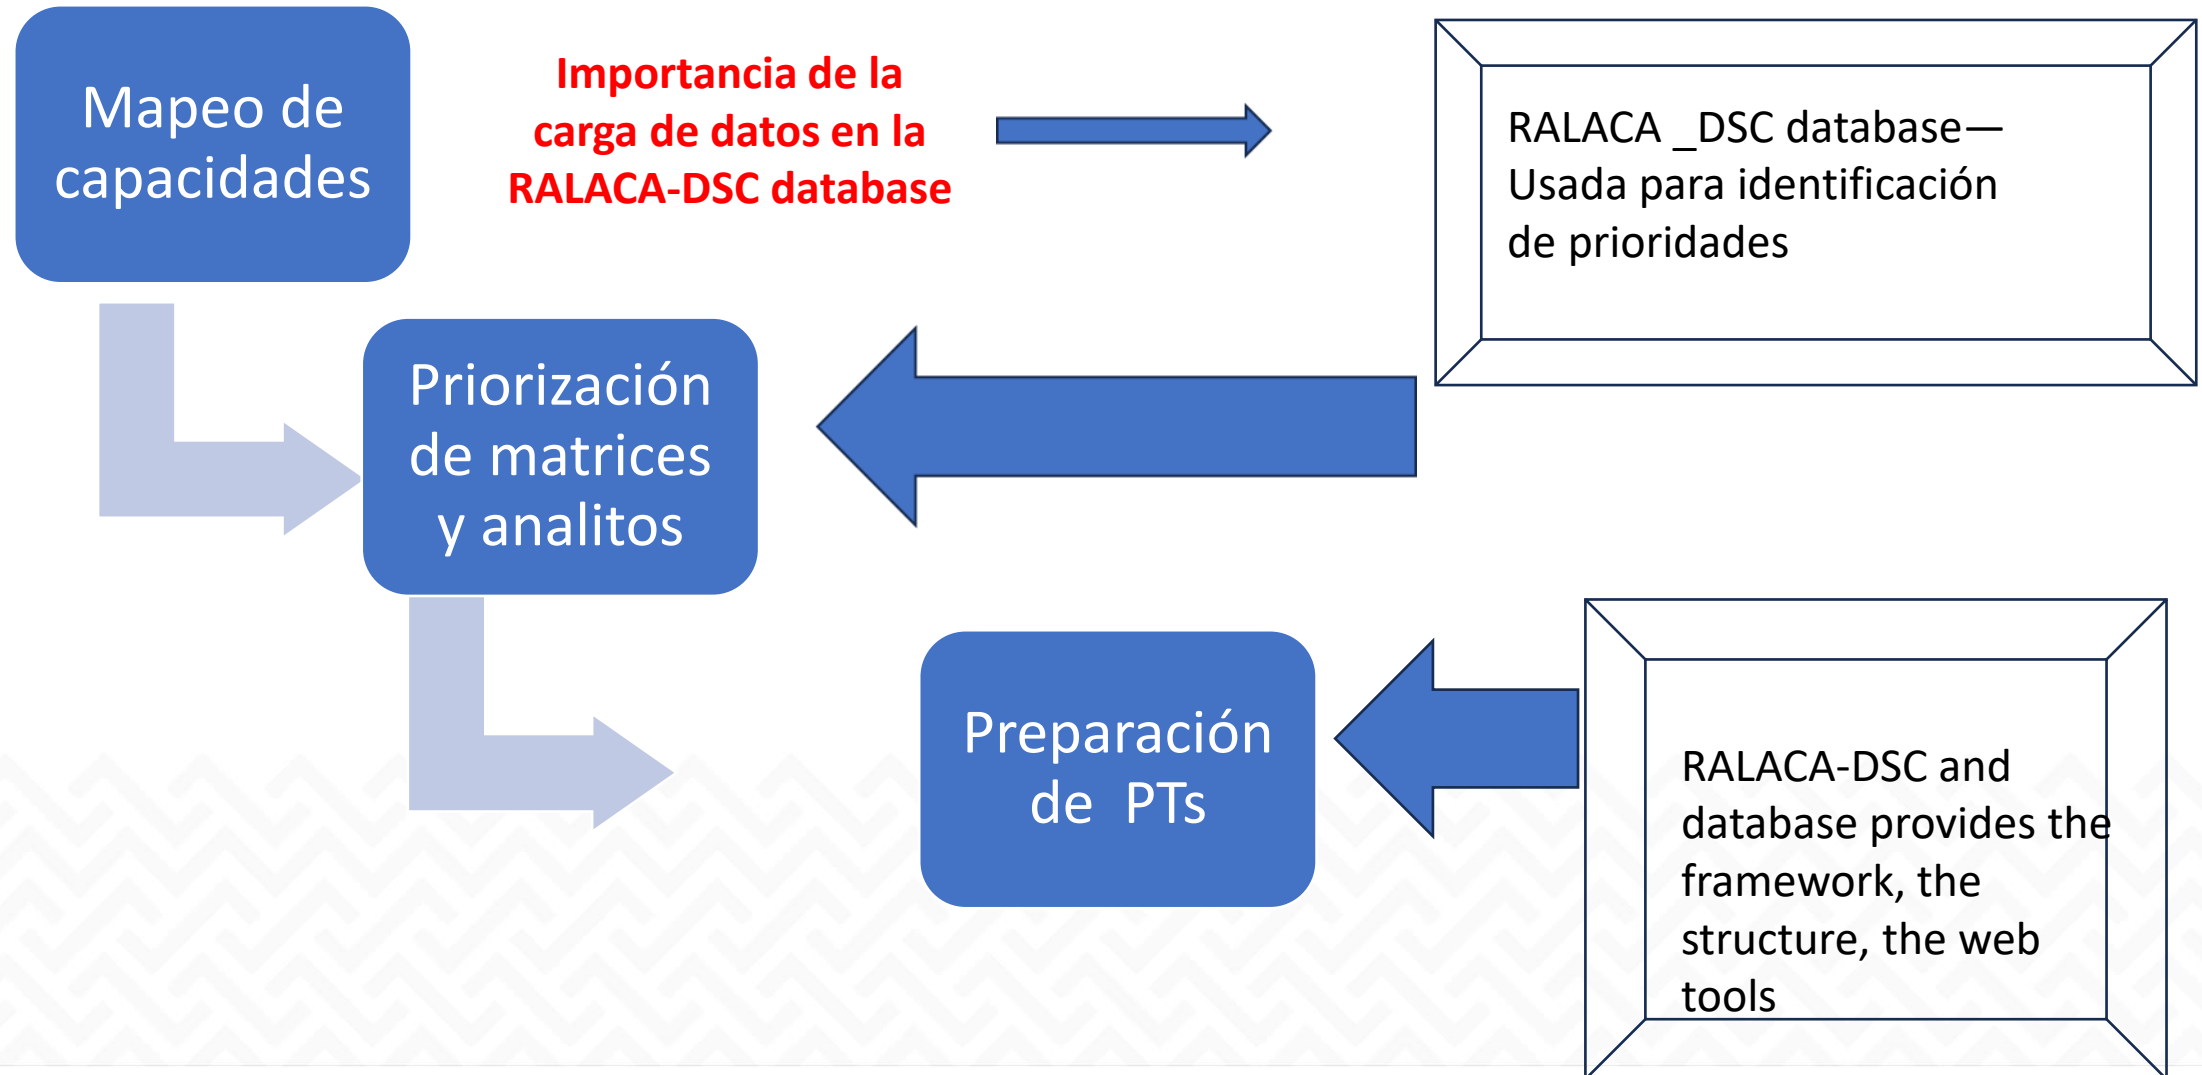 Mapeo de
capacidades
Importancia de la
carga de datos en la
RALACA-DSC database
RALACA _DSC database—
Usada para identificación
de prioridades
Priorización
de matrices
y analitos
Preparación
de  PTs
RALACA-DSC and
database provides the
framework, the
structure, the web
tools